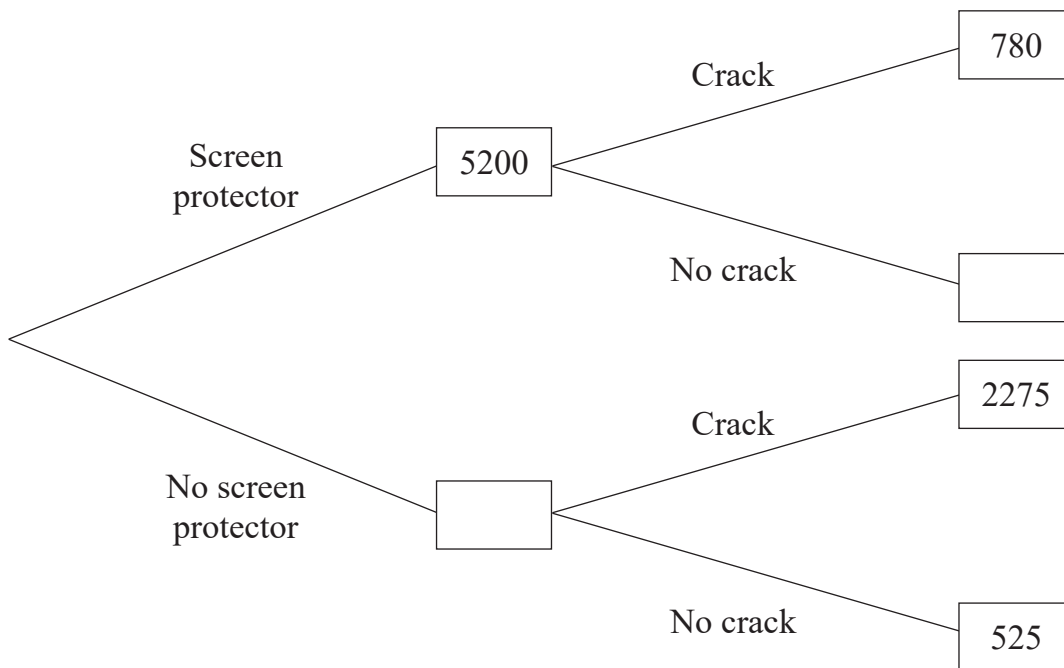 780
Crack
Screen
protector
5200
No crack
Crack
2275
No screen
protector
No crack
525